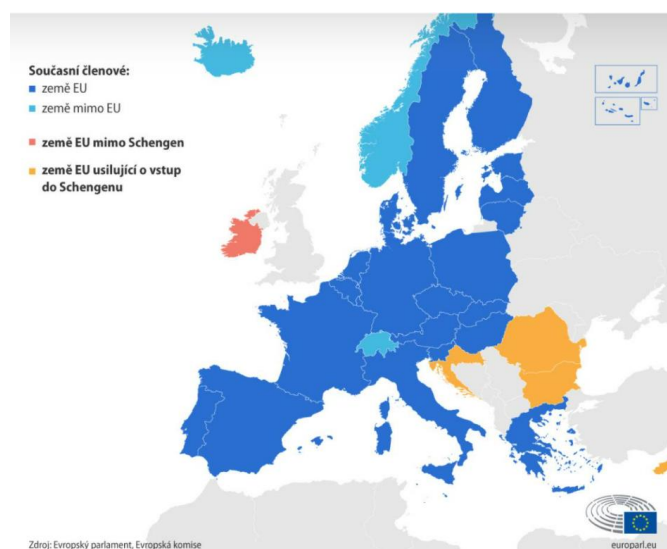 Současní členové:
země EU
země mimo EU
země EU mimo Schengen
země EU usilující o vstup
do Schengenu
Zdroj: Evropský parlament, Evropská komise
europarl.eu